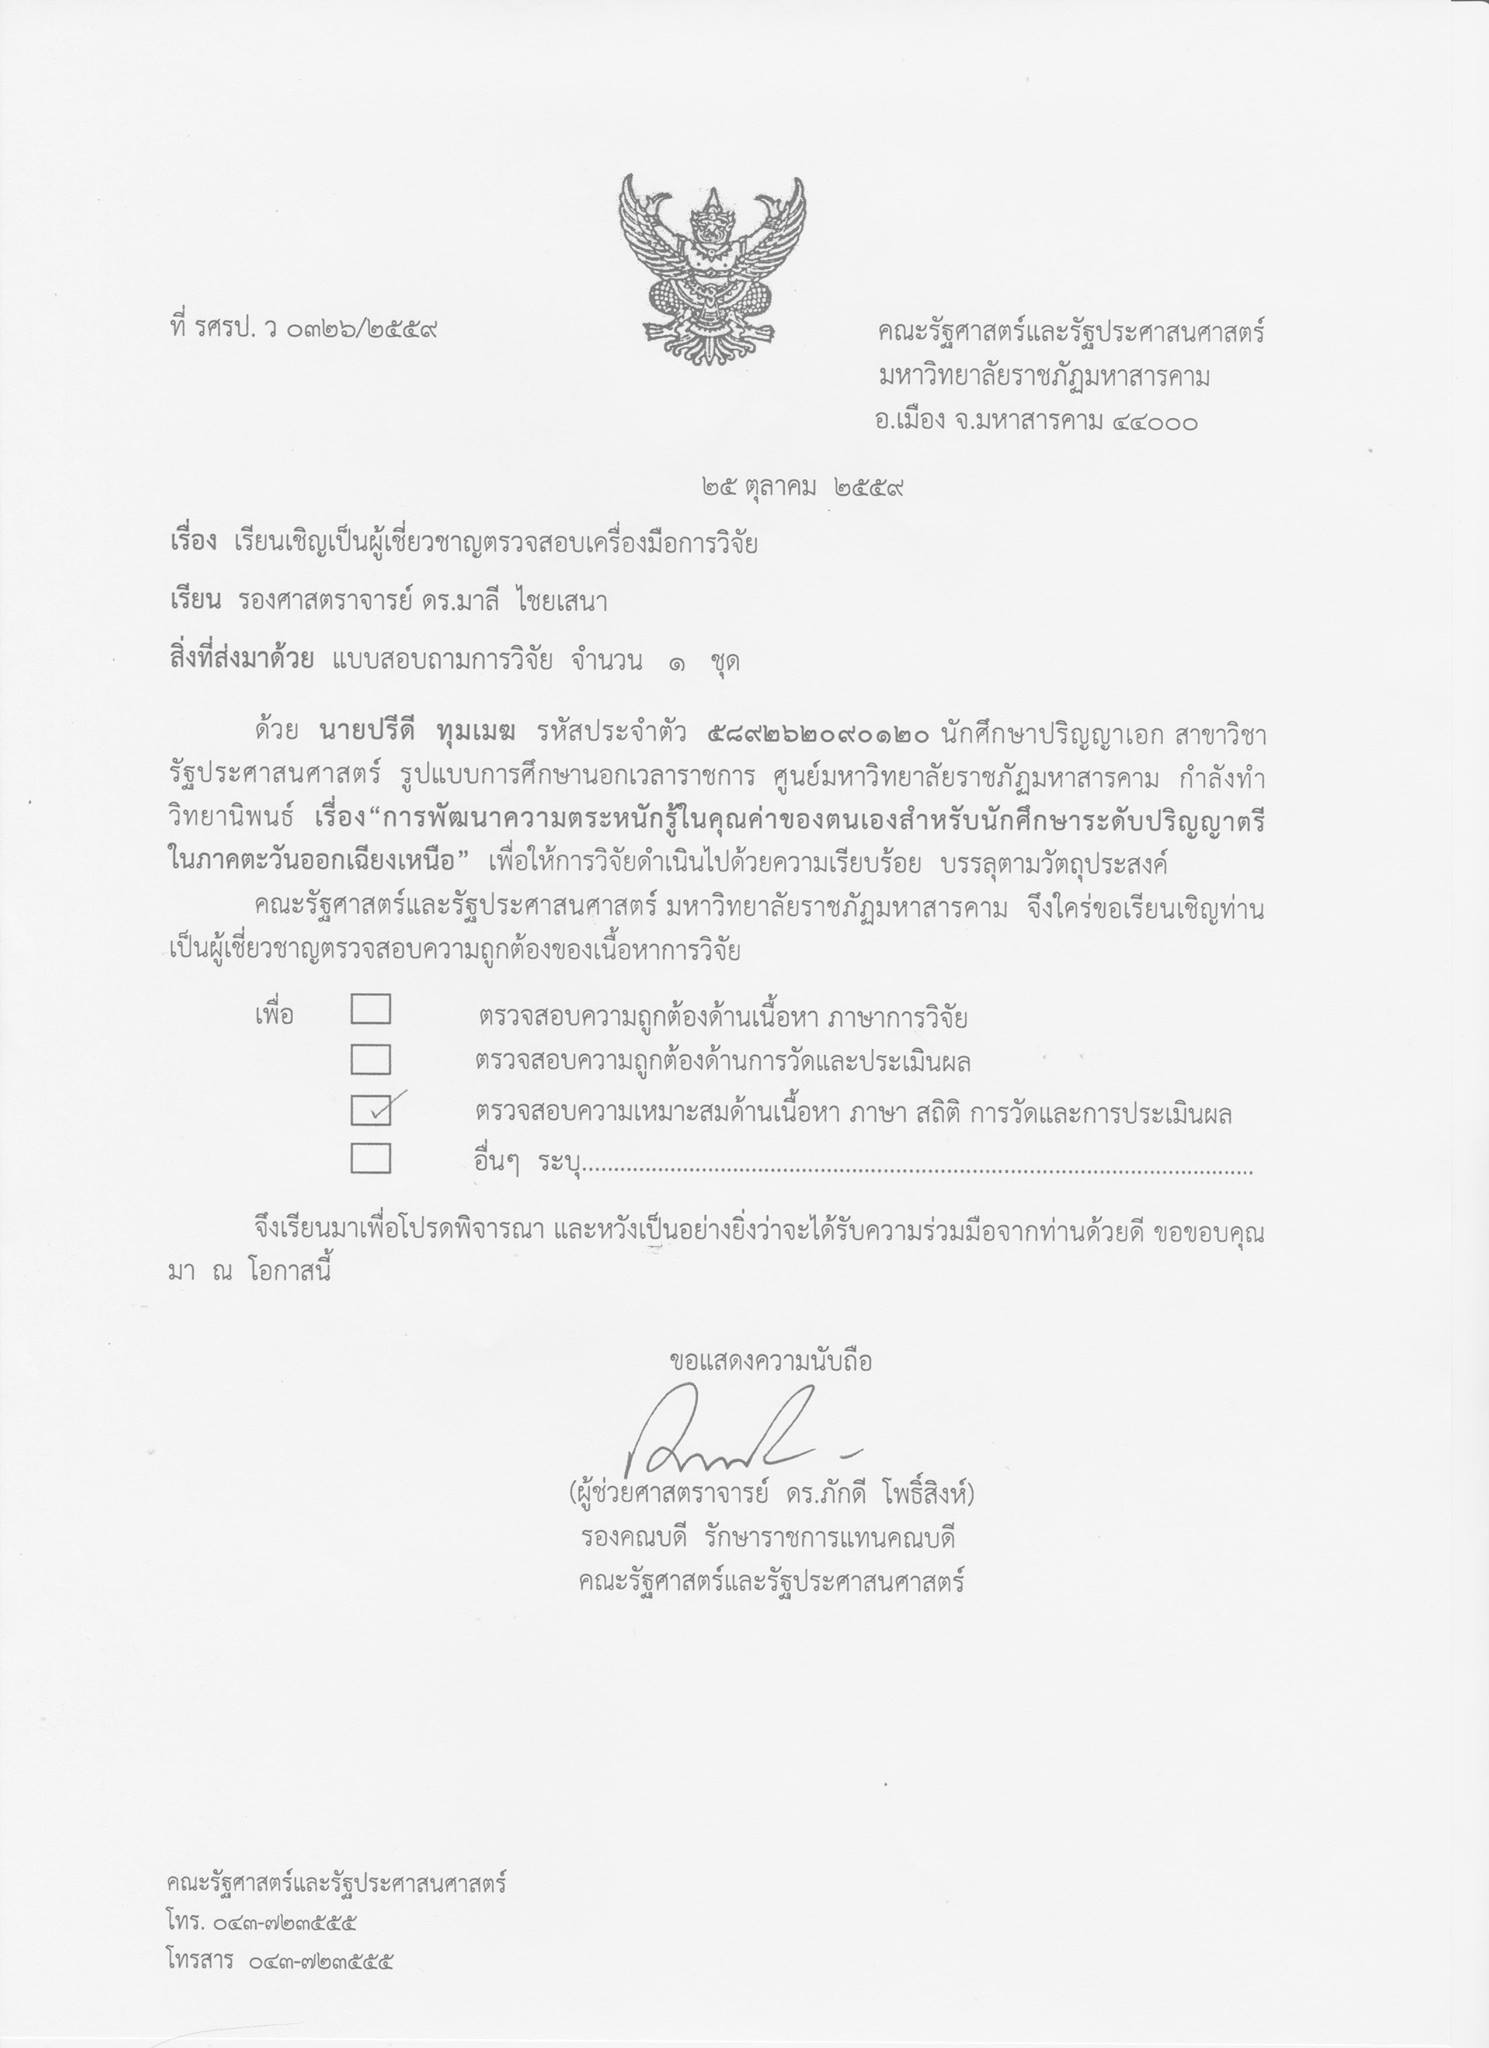 ที่ รศรป. ว ๐๓๒๖/๒๕๕๙
คณะรัฐศาสตร์และรัฐประศาสนศาสตร์
มหาวิทยาลัยราชภัฏมหาสารคาม
อ.เมือง จ.มหาสารคาม ๔๔๐๐๐
๒๕ ตุลาคม ๒๕๕๙
เรื่อง เรียนเชิญเป็นผู้เชี่ยวชาญตรวจสอบเครื่องมือการวิจัย
เรียน รองศาสตราจารย์ ดร.มาลี ไชยเสนา
สิ่งที่ส่งมาด้วย แบบสอบถามการวิจัย จำนวน ๑ ชุด
ด้วย นายปรีดี ทุมเมฆ รหัสประจำตัว ๕๘๙๒๖๒๐๙๐๑๒๐ นักศึกษาปริญญาเอก สาขาวิชา
รัฐประศาสนศาสตร์ รูปแบบการศึกษานอกเวลาราชการ ศูนย์มหาวิทยาลัยราชภัฏมหาสารคาม กำลังทำ
วิทยานิพนธ์ เรื่อง“การพัฒนาความตระหนักรู้ในคุณค่าของตนเองสำหรับนักศึกษาระดับปริญญาตรี
ในภาคตะวันออกเฉียงเหนือ” เพื่อให้การวิจัยดำเนินไปด้วยความเรียบร้อย บรรลุตามวัตถุประสงค์
คณะรัฐศาสตร์และรัฐประศาสนศาสตร์ มหาวิทยาลัยราชภัฏมหาสารคาม จึงใคร่ขอเรียนเชิญท่าน
เป็นผู้เชี่ยวชาญตรวจสอบความถูกต้องของเนื้อหาการวิจัย
เพื่อ ตรวจสอบความถูกต้องด้านเนื้อหา ภาษาการวิจัย
ตรวจสอบความถูกต้องด้านการวัดและประเมินผล
ตรวจสอบความเหมาะสมด้านเนื้อหา ภาษา สถิติ การวัดและการประเมินผล
อื่นๆ ระบุ..........................................................................................................
จึงเรียนมาเพื่อโปรดพิจารณา และหวังเป็นอย่างยิ่งว่าจะได้รับความร่วมมือจากท่านด้วยดี ขอขอบคุณ
มา ณ โอกาสนี้
ขอแสดงความนับถือ
(ผู้ช่วยศาสตราจารย์ ดร.ภักดี โพธิ์สิงห์)
รองคณบดี รักษาราชการแทนคณบดี
คณะรัฐศาสตร์และรัฐประศาสนศาสตร์
คณะรัฐศาสตร์และรัฐประศาสนศาสตร์
โทร. ๐๔๓-๗๒๓๕๕๕
โทรสาร ๐๔๓-๗๒๓๕๕๕